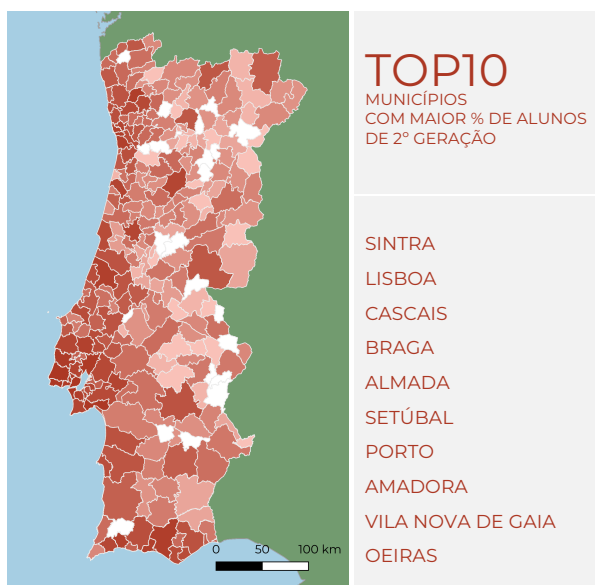 TOP10
MUNICÍPIOS
COM MAIOR % DE ALUNOS
DE 2º GERAÇÃO
SINTRA
LISBOA
CASCAIS
BRAGA
ALMADA
SETÚBAL
PORTO
AMADORA
VILA NOVA DE GAIA
OEIRAS
0 50 100 km